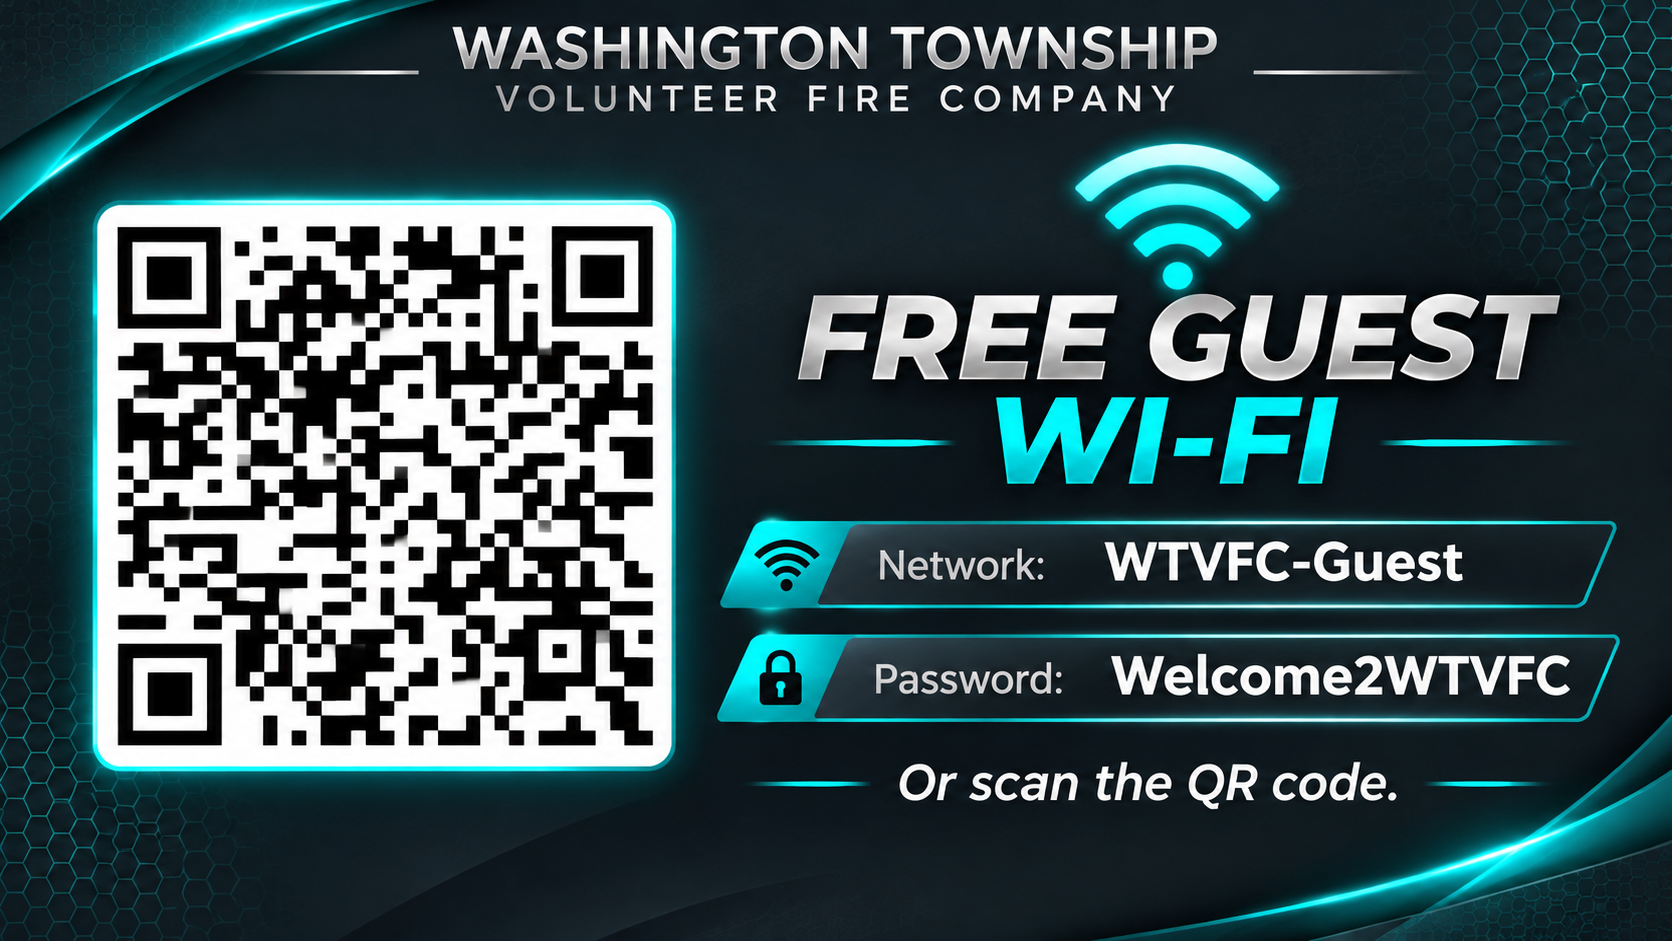 WASHINGTON TOWNSHIP
VOLUNTEER FIRE COMPANY
FREE GUEST
WI-FI
Network: WTVFC-Guest
Password: Welcome2WTVFC
Or scan the QR code.